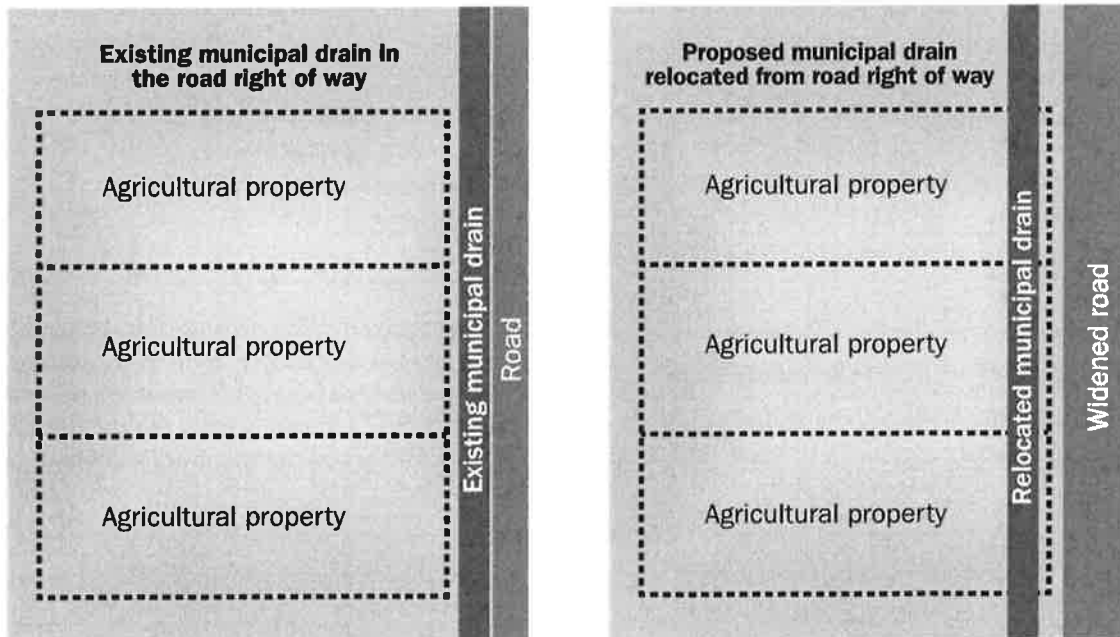 Existing municipal drain in
the road right of way
Agricultural property
Agricultural property
Agricultural property
Existing municipal drain
Road
Proposed municipal drain
relocated from road right of way
Agricultural property
Agricultural property
Agricultural property
Relocated municipal drain
Widened road